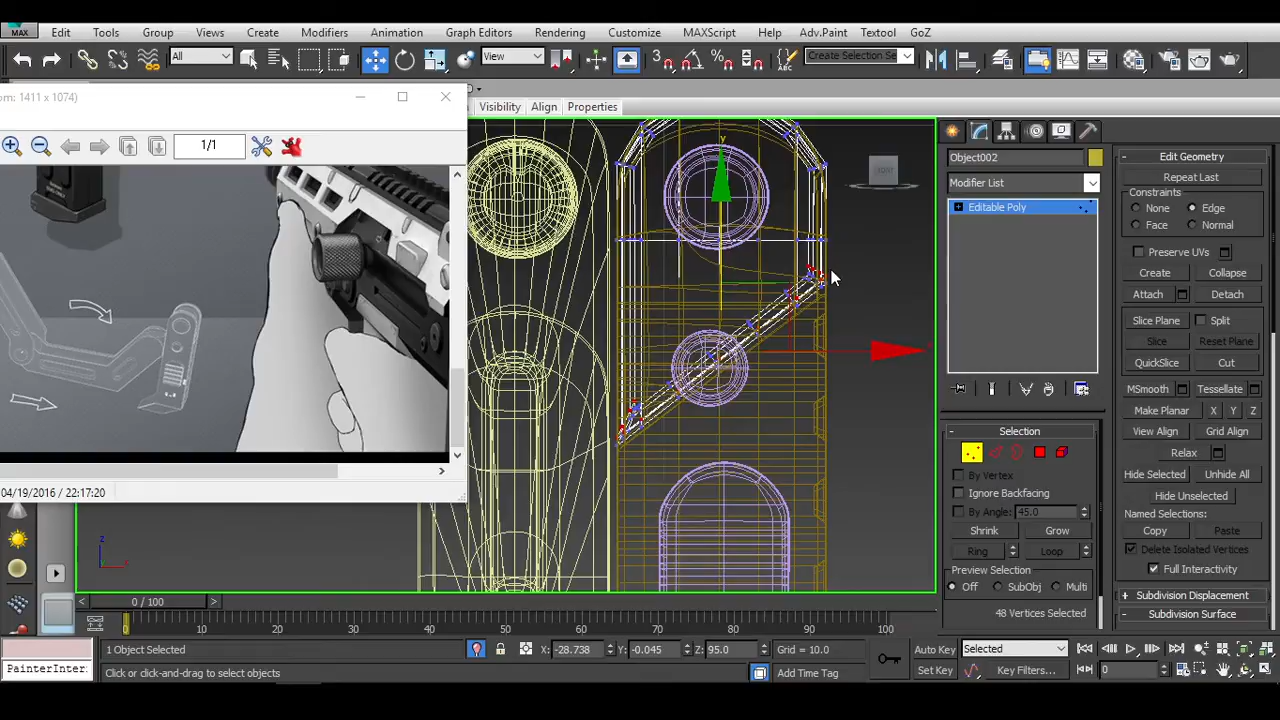 MAX Edit Tools Group Views Create Modifiers Animation Graph Editors Rendering Customize MAXScript Help Adv.Paint Textool GoZ
All View 3 Create Selection Se
om: 1411 x 1074)
Visibility Align Properties
1/1
04/19/2016 / 22:17:20
y
z
x
Object002
Modifier List
Editable Poly
Selection
By Vertex
Ignore Backfacing
By Angle: 45.0
Shrink Grow
Ring Loop
Preview Selection
Off SubObj Multi
48 Vertices Selected
Edit Geometry
Repeat Last
Constraints
None Edge
Face Normal
Preserve UVs
Create Collapse
Attach Detach
Slice Plane Split
Slice Reset Plane
QuickSlice Cut
MSmooth Tessellate
Make Planar X Y Z
View Align Grid Align
Relax
Hide Selected Unhide All
Hide Unselected
Named Selections:
Copy Paste
Delete Isolated Vertices
Full Interactivity
Subdivision Displacement
Subdivision Surface
< 0 / 100 >
0 10 20 30 40 50 60 70 80 90 100
1 Object Selected X: -28.738 Y: -0.045 Z: 95.0 Grid = 10.0 Auto Key Selected
PainterInter Click or click-and-drag to select objects Add Time Tag Set Key Key Filters... 0